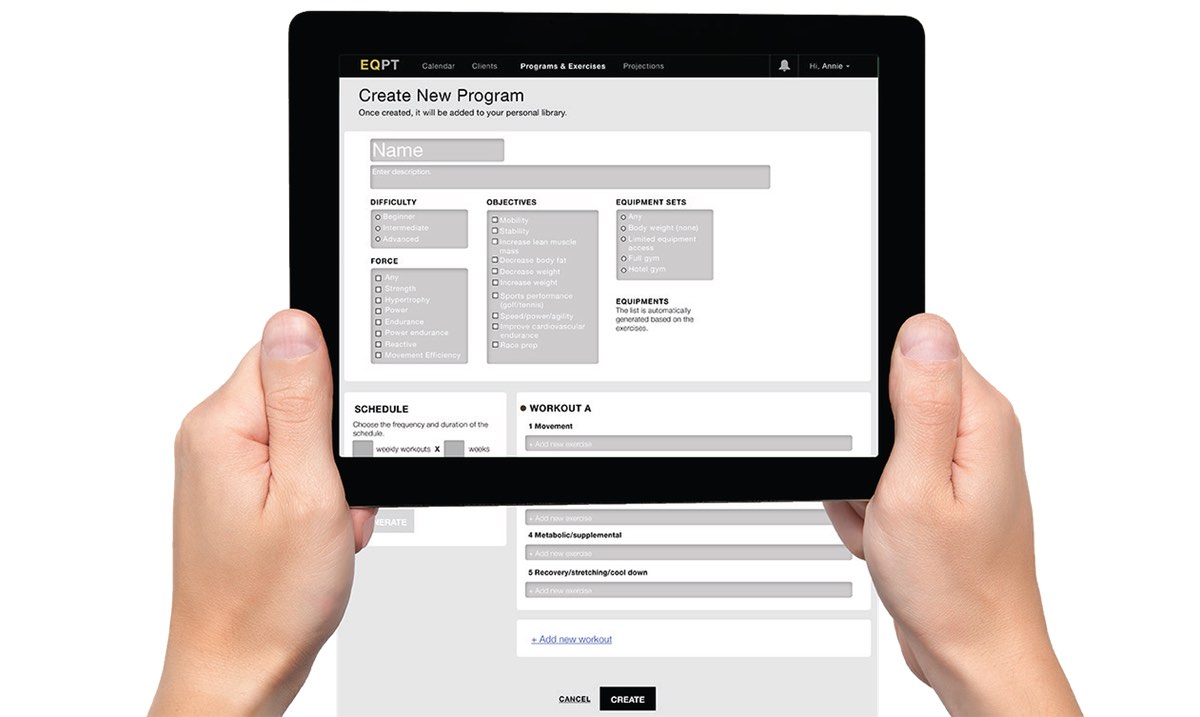 EQPT Calendar Clients Programs & Exercises Projections Hi, Annie
Create New Program
Once created, it will be added to your personal library.
Name
Enter description.
DIFFICULTY
Beginner
Intermediate
Advanced
FORCE
Any
Strength
Hypertrophy
Power
Endurance
Power endurance
Reactive
Movement Efficiency
OBJECTIVES
Mobility
Stability
Increase lean muscle
mass
Decrease body fat
Decrease weight
Increase weight
Sports performance
(golf/tennis)
Speed/power/agility
Improve cardiovascular
endurance
Race prep
EQUIPMENT SETS
Any
Body weight (none)
Limited equipment
access
Full gym
Hotel gym
EQUIPMENTS
The list is automatically
generated based on the
exercises.
SCHEDULE
Choose the frequency and duration of the
schedule.
weekly workouts X weeks
ERATE
WORKOUT A
1 Movement
+ Add new exercise
+ Add new exercise
4 Metabolic/supplemental
+ Add new exercise
5 Recovery/stretching/cool down
+ Add new exercise
+ Add new workout
CANCEL CREATE